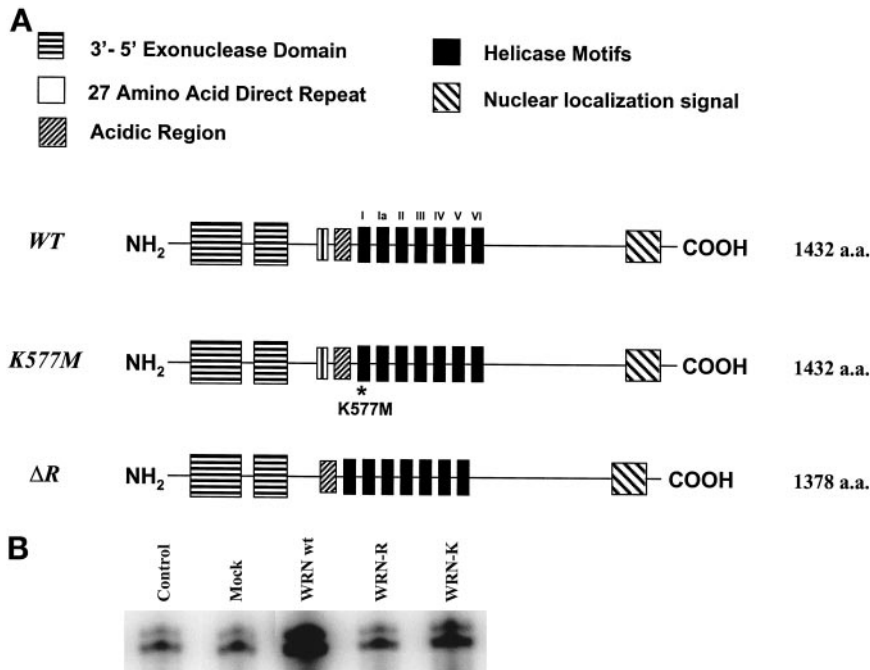 A
3'- 5' Exonuclease Domain
Helicase Motifs
27 Amino Acid Direct Repeat
Nuclear localization signal
Acidic Region
I Ia II III IV V VI
WT NH2 COOH 1432 a.a.
K577M NH2 COOH 1432 a.a.
*
K577M
ΔR NH2 COOH 1378 a.a.
B
Control Mock WRN wt WRN-R WRN-K